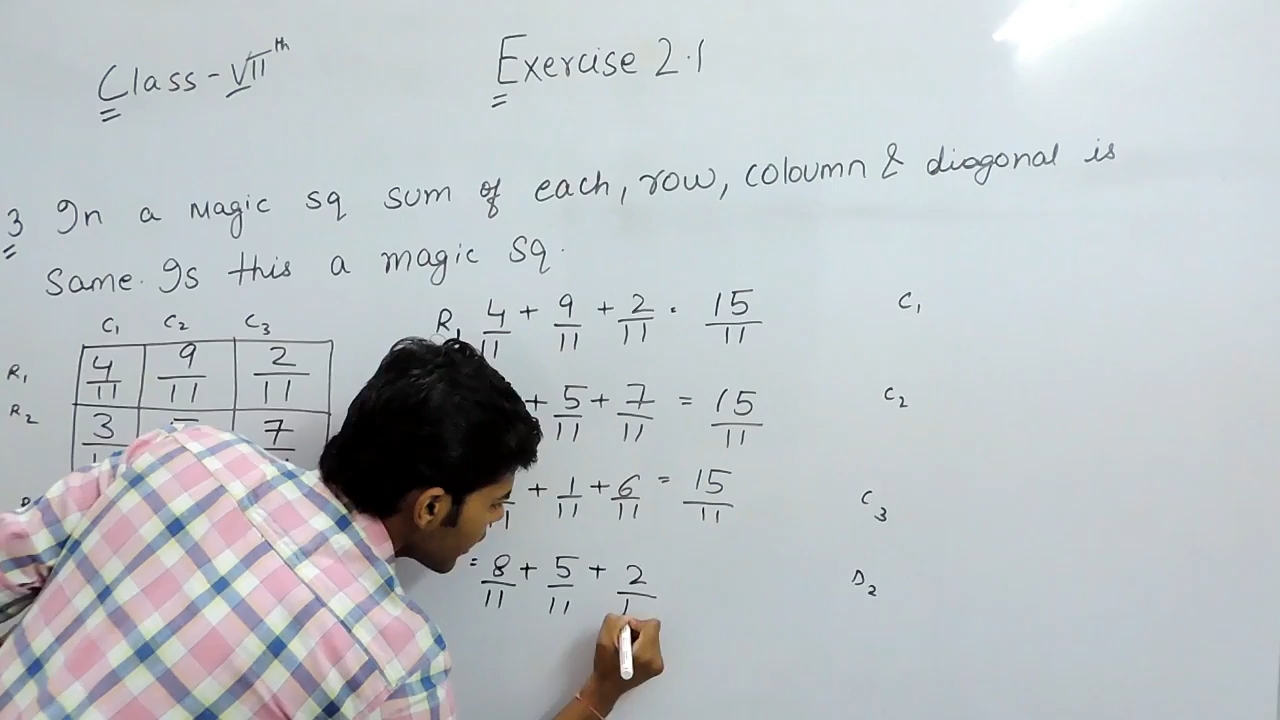 Class - VII th
Exercise 2.1
3 In a Magic sq sum of each, row, coloumn & diagonal is
Same. Is this a magic sq.
C1 C2 C3
R1 4/11 9/11 2/11
R2 3 7
R1 4/11 + 9/11 + 2/11 . 15/11
+ 5/11 + 7/11 = 15/11
+ 1/11 + 6/11 = 15/11
= 8/11 + 5/11 + 2/1
C1
C2
C3
D2